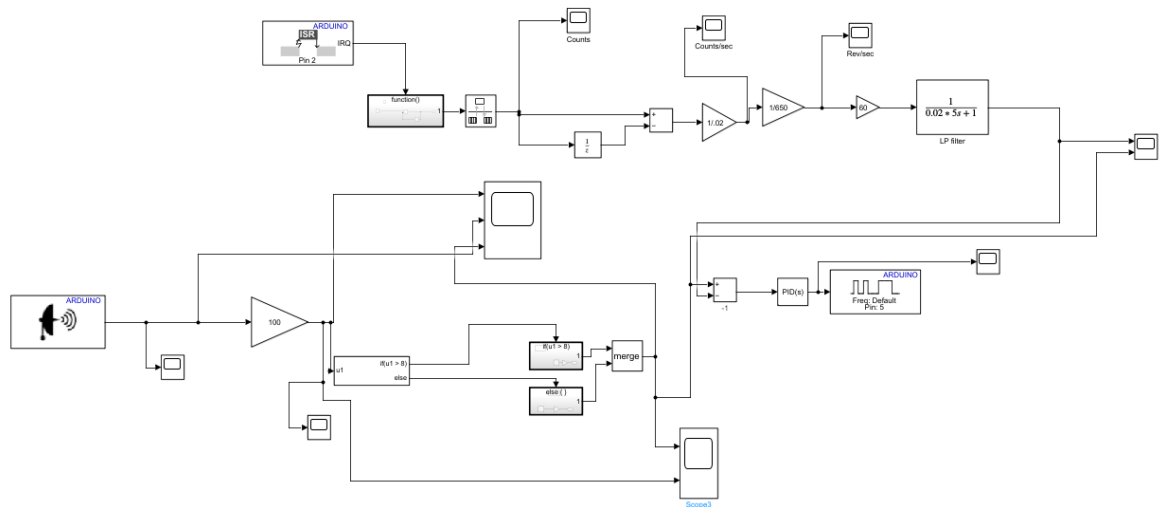 ARDUINO
ISR
IRQ
Pin 2
Counts
function()
1
1
z
+
−
1/.02
Counts/sec
1/650
Rev/sec
60
1
0.02 * 5s + 1
LP filter
ARDUINO
100
u1
if(u1 > 8)
else
if(u1 > 8)
1
else { }
1
merge
+
−
-1
PID(s)
ARDUINO
Freq: Default
Pin: 5
Scope3